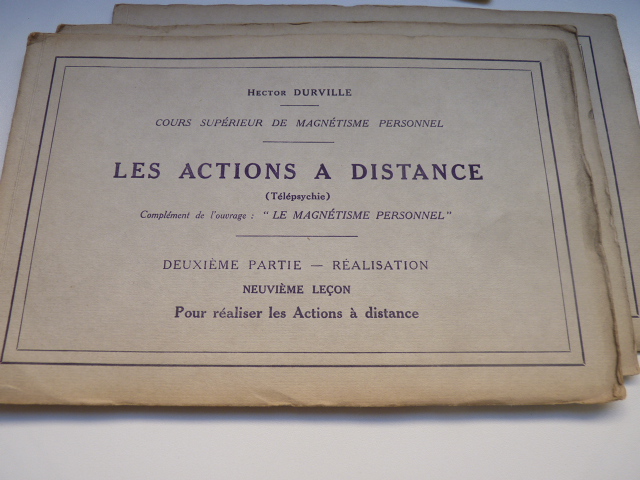 Hector DURVILLE
COURS SUPÉRIEUR DE MAGNÉTISME PERSONNEL
LES ACTIONS A DISTANCE
(Télépsychie)
Complément de l'ouvrage : " LE MAGNÉTISME PERSONNEL"
DEUXIÈME PARTIE — RÉALISATION
NEUVIÈME LEÇON
Pour réaliser les Actions à distance